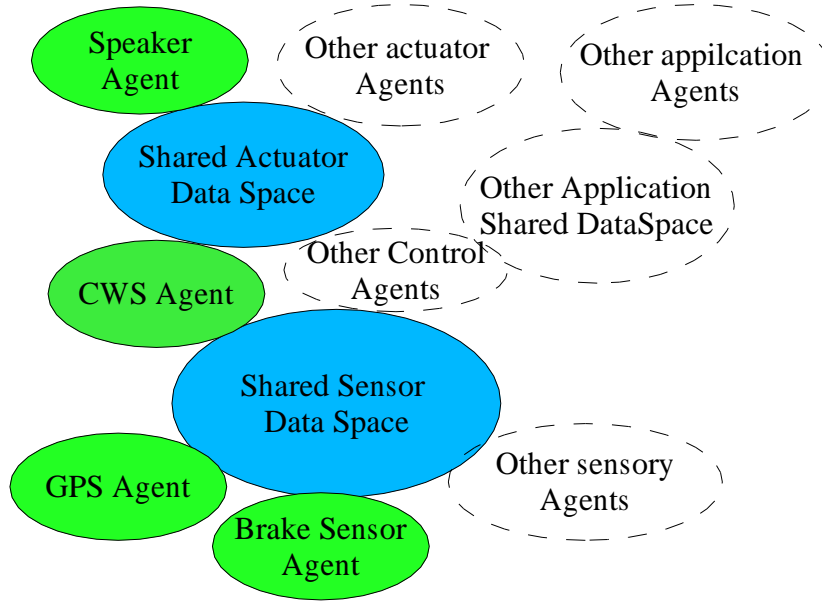 Speaker
Agent
Other actuator
Agents
Other appilcation
Agents
Shared Actuator
Data Space
Other Application
Shared DataSpace
CWS Agent
Other Control
Agents
Shared Sensor
Data Space
GPS Agent
Other sensory
Agents
Brake Sensor
Agent